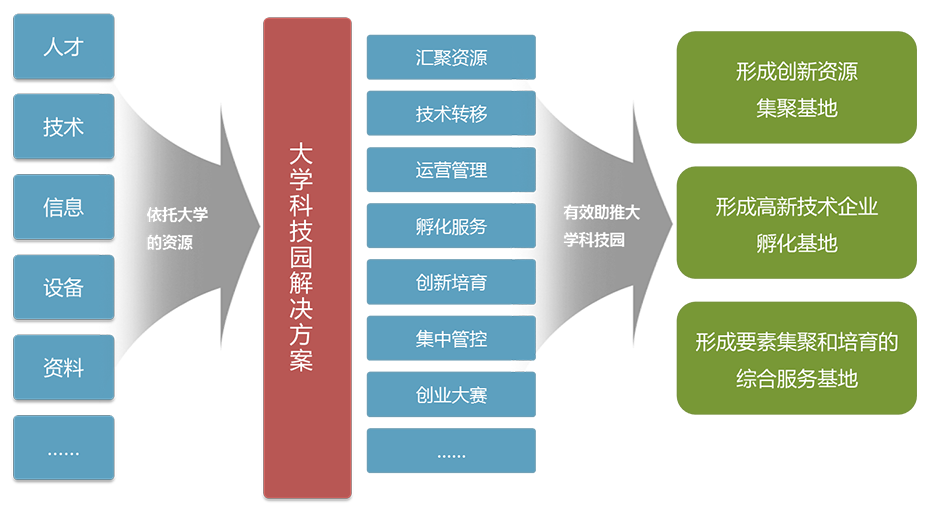 人才
技术
信息
设备
资料
……
依托大学
的资源
大学科技园解决方案
汇聚资源
技术转移
运营管理
孵化服务
创新培育
集中管控
创业大赛
……
有效助推大
学科技园
形成创新资源
集聚基地
形成高新技术企业
孵化基地
形成要素集聚和培育的
综合服务基地